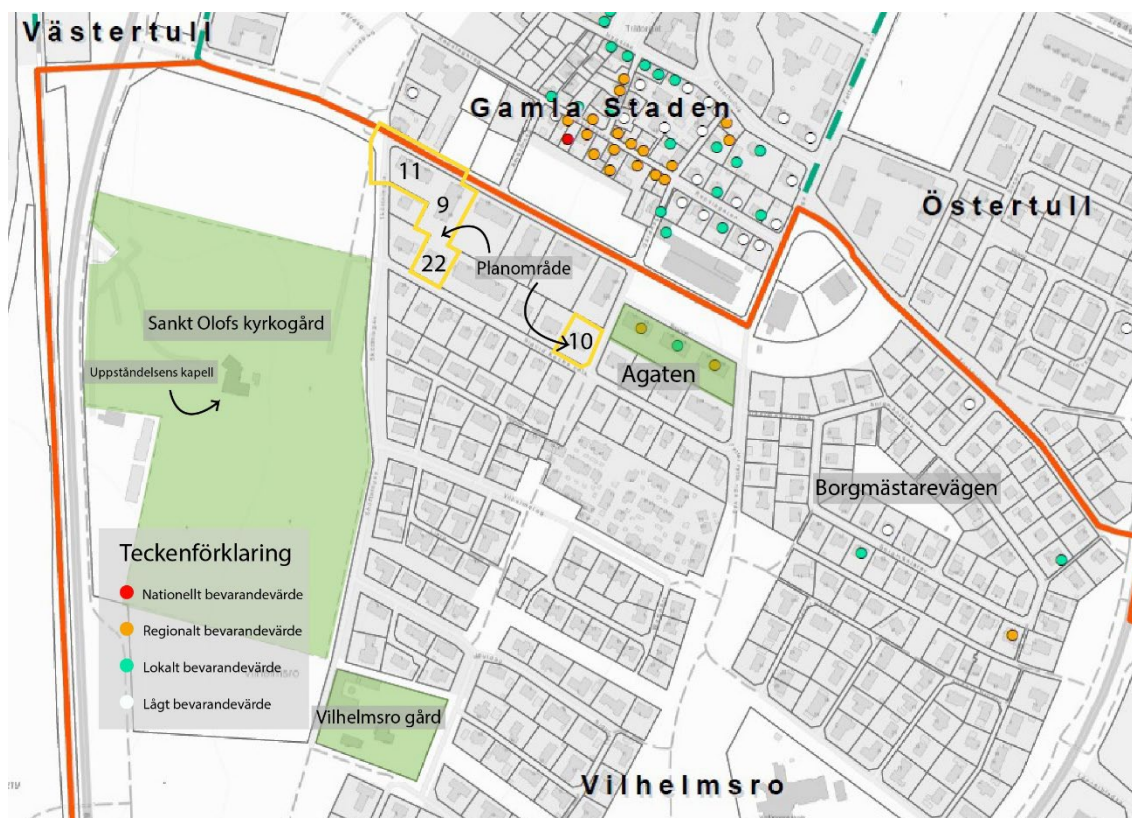 Västertull
Gamla Staden
Östertull
11
9
22
Planområde
10
Agaten
Sankt Olofs kyrkogård
Uppståndelsens kapell
Borgmästarevägen
Teckenförklaring
Nationellt bevarandevärde
Regionalt bevarandevärde
Lokalt bevarandevärde
Lågt bevarandevärde
Vilhelmsro
Vilhelmsro gård
Vilhelmsro